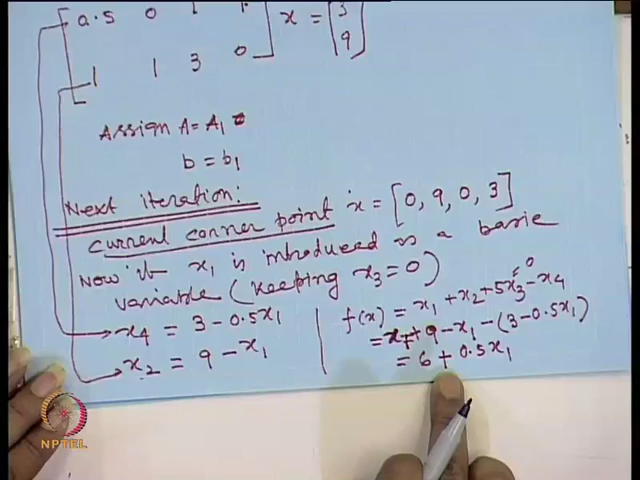 0.5 0 1 1 x = [3
9]
1 1 3 0
Assign A = A1
b = b1
Next iteration:
current corner point x = [0, 9, 0, 3]
Now if x1 is introduced as a basic
variable (keeping x3 = 0)
x4 = 3 - 0.5x1
x2 = 9 - x1
f(x) = x1 + x2 + 5x3 - x4
= x1 + 9 - x1 - (3 - 0.5x1)
= 6 + 0.5x1
NPTEL